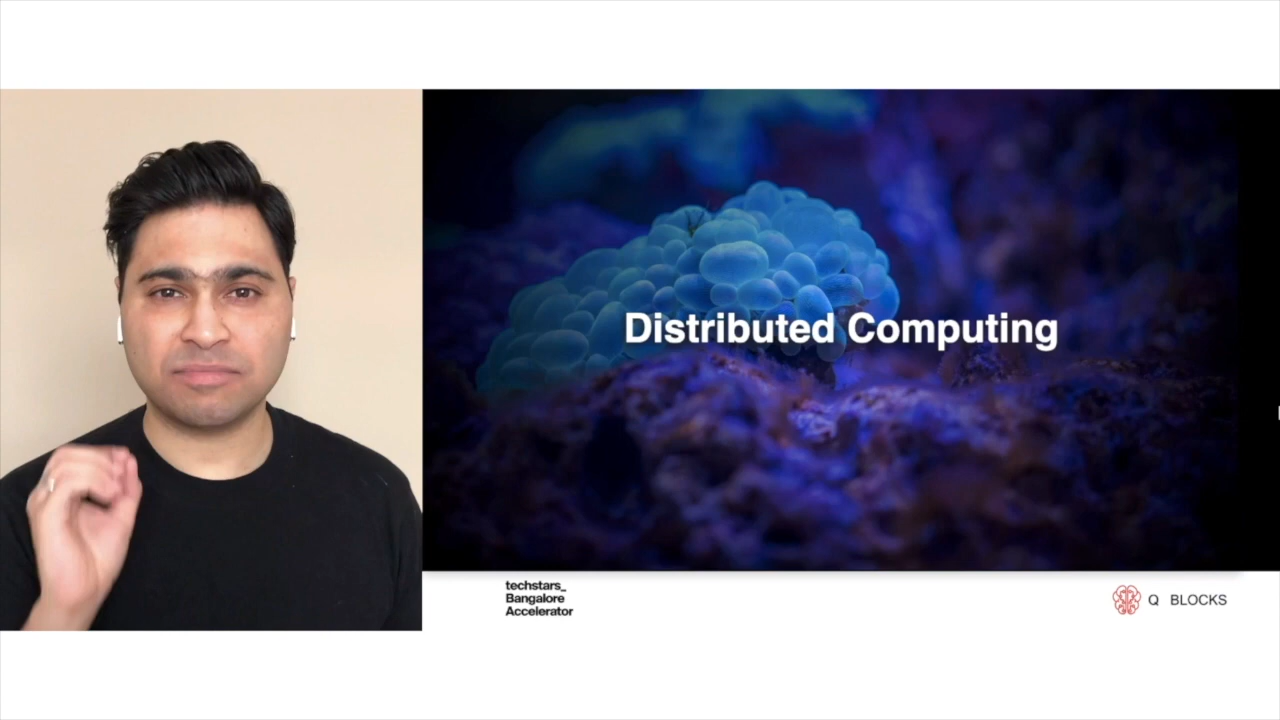 Distributed Computing
techstars_
Bangalore
Accelerator
Q BLOCKS